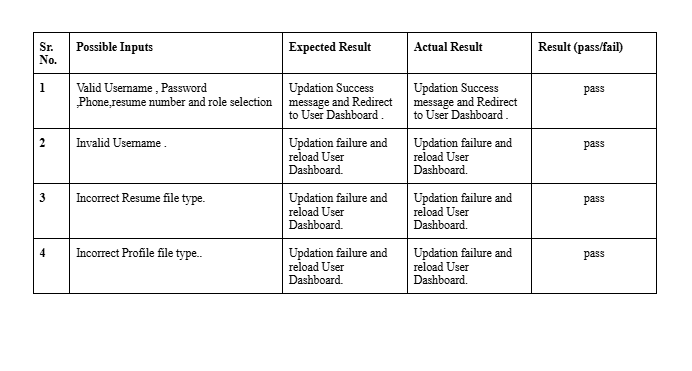 Sr. No. Possible Inputs Expected Result Actual Result Result (pass/fail)
1 Valid Username , Password ,Phone,resume number and role selection Updation Success message and Redirect to User Dashboard . Updation Success message and Redirect to User Dashboard . pass
2 Invalid Username . Updation failure and reload User Dashboard. Updation failure and reload User Dashboard. pass
3 Incorrect Resume file type. Updation failure and reload User Dashboard. Updation failure and reload User Dashboard. pass
4 Incorrect Profile file type.. Updation failure and reload User Dashboard. Updation failure and reload User Dashboard. pass